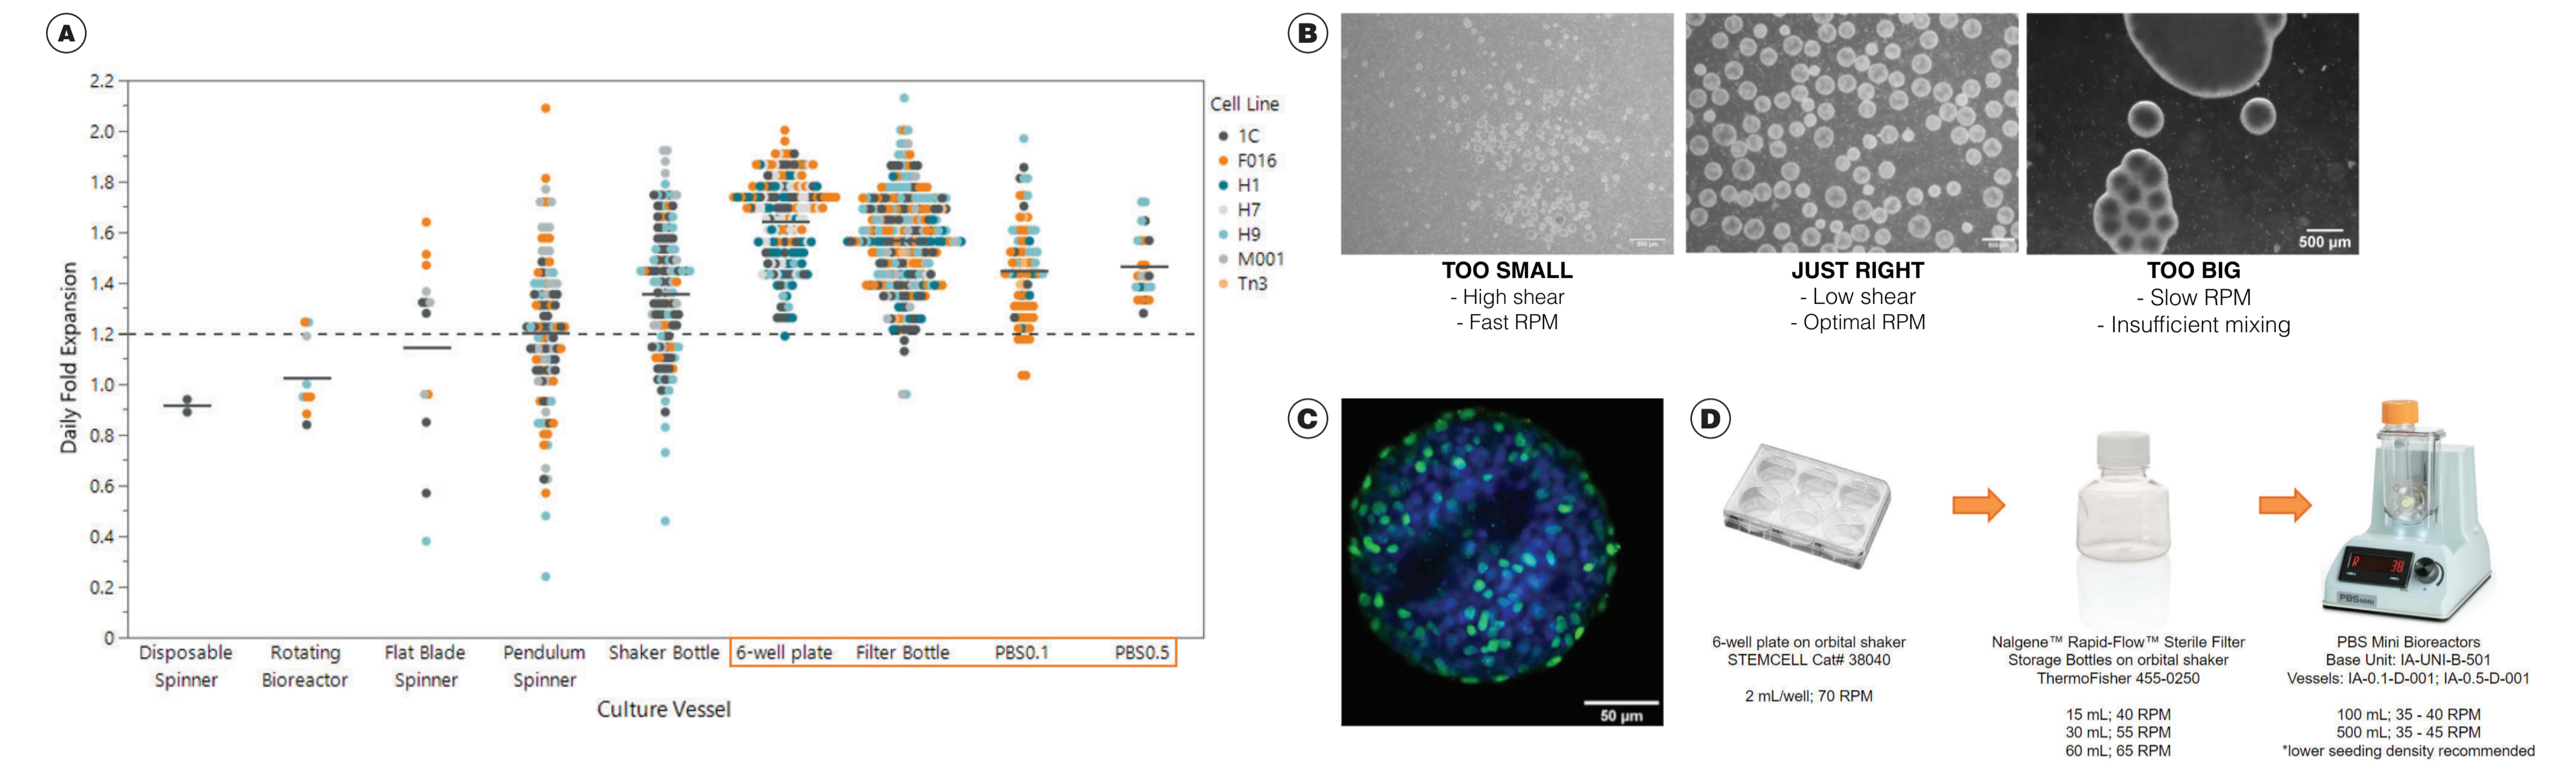 A
2.2
2.0
1.8
1.6
1.4
1.2
1.0
0.8
0.6
0.4
0.2
0
Daily Fold Expansion
Disposable
Spinner
Rotating
Bioreactor
Flat Blade
Spinner
Pendulum
Spinner
Shaker Bottle
6-well plate
Filter Bottle
PBS0.1
PBS0.5
Culture Vessel
Cell Line
1C
F016
H1
H7
H9
M001
Tn3
B
500 µm
TOO SMALL
- High shear
- Fast RPM
JUST RIGHT
- Low shear
- Optimal RPM
500 µm
TOO BIG
- Slow RPM
- Insufficient mixing
C
50 µm
D
6-well plate on orbital shaker
STEMCELL Cat# 38040
2 mL/well; 70 RPM
Nalgene™ Rapid-Flow™ Sterile Filter
Storage Bottles on orbital shaker
ThermoFisher 455-0250
15 mL; 40 RPM
30 mL; 55 RPM
60 mL; 65 RPM
R 38
PBS MINI
PBS Mini Bioreactors
Base Unit: IA-UNI-B-501
Vessels: IA-0.1-D-001; IA-0.5-D-001
100 mL; 35 - 40 RPM
500 mL; 35 - 45 RPM
*lower seeding density recommended